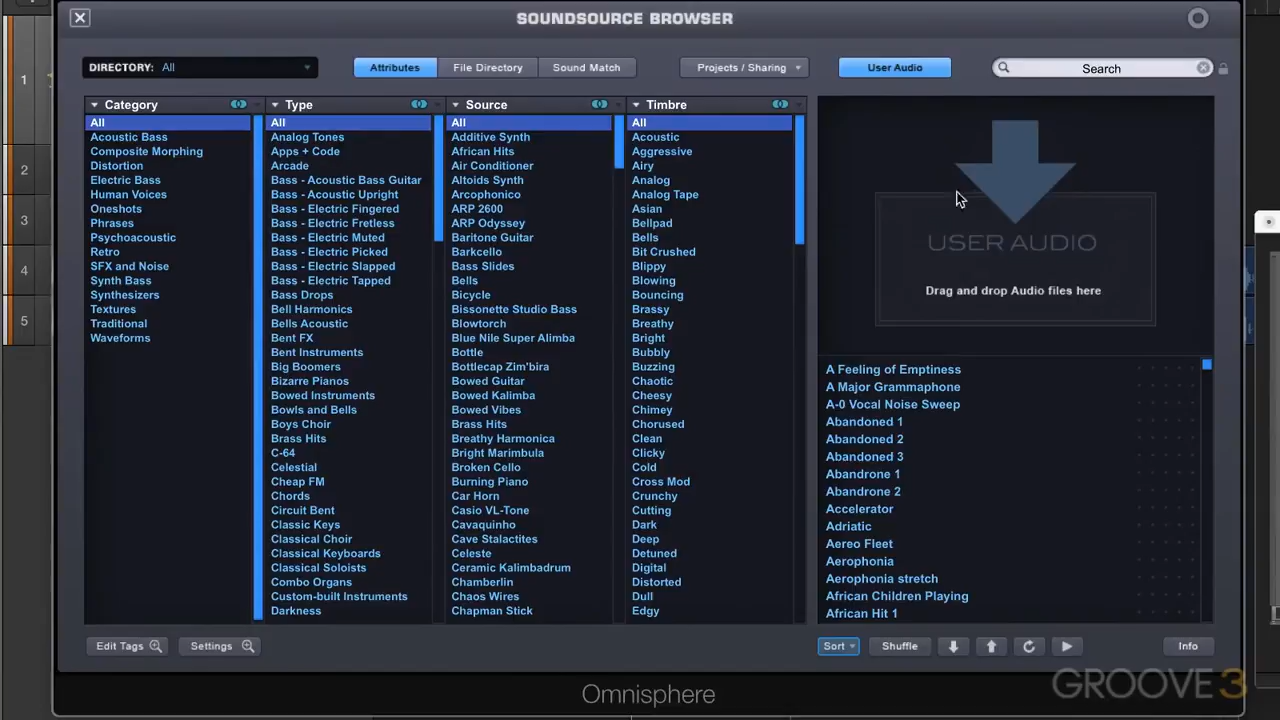 SOUNDSOURCE BROWSER
DIRECTORY: All
Attributes
File Directory
Sound Match
Projects / Sharing
User Audio
Search
Category
All
Acoustic Bass
Composite Morphing
Distortion
Electric Bass
Human Voices
Oneshots
Phrases
Psychoacoustic
Retro
SFX and Noise
Synth Bass
Synthesizers
Textures
Traditional
Waveforms
Type
All
Analog Tones
Apps + Code
Arcade
Bass - Acoustic Bass Guitar
Bass - Acoustic Upright
Bass - Electric Fingered
Bass - Electric Fretless
Bass - Electric Muted
Bass - Electric Picked
Bass - Electric Slapped
Bass - Electric Tapped
Bass Drops
Bell Harmonics
Bells Acoustic
Bent FX
Bent Instruments
Big Boomers
Bizarre Pianos
Bowed Instruments
Bowls and Bells
Boys Choir
Brass Hits
C-64
Celestial
Cheap FM
Chords
Circuit Bent
Classic Keys
Classical Choir
Classical Keyboards
Classical Soloists
Combo Organs
Custom-built Instruments
Darkness
Source
All
Additive Synth
African Hits
Air Conditioner
Altoids Synth
Arcophonico
ARP 2600
ARP Odyssey
Baritone Guitar
Barkcello
Bass Slides
Bells
Bicycle
Bissonette Studio Bass
Blowtorch
Blue Nile Super Alimba
Bottle
Bottlecap Zim'bira
Bowed Guitar
Bowed Kalimba
Bowed Vibes
Brass Hits
Breathy Harmonica
Bright Marimbula
Broken Cello
Burning Piano
Car Horn
Casio VL-Tone
Cavaquinho
Cave Stalactites
Celeste
Ceramic Kalimbadrum
Chamberlin
Chaos Wires
Chapman Stick
Timbre
All
Acoustic
Aggressive
Airy
Analog
Analog Tape
Asian
Bellpad
Bells
Bit Crushed
Blippy
Blowing
Bouncing
Brassy
Breathy
Bright
Bubbly
Buzzing
Chaotic
Cheesy
Chimey
Chorused
Clean
Clicky
Cold
Cross Mod
Crunchy
Cutting
Dark
Deep
Detuned
Digital
Distorted
Dull
Edgy
USER AUDIO
Drag and drop Audio files here
A Feeling of Emptiness
A Major Grammaphone
A-0 Vocal Noise Sweep
Abandoned 1
Abandoned 2
Abandoned 3
Abandrone 1
Abandrone 2
Accelerator
Adriatic
Aereo Fleet
Aerophonia
Aerophonia stretch
African Children Playing
African Hit 1
Edit Tags
Settings
Sort
Shuffle
Info
Omnisphere
GROOVE3
1
2
3
4
5